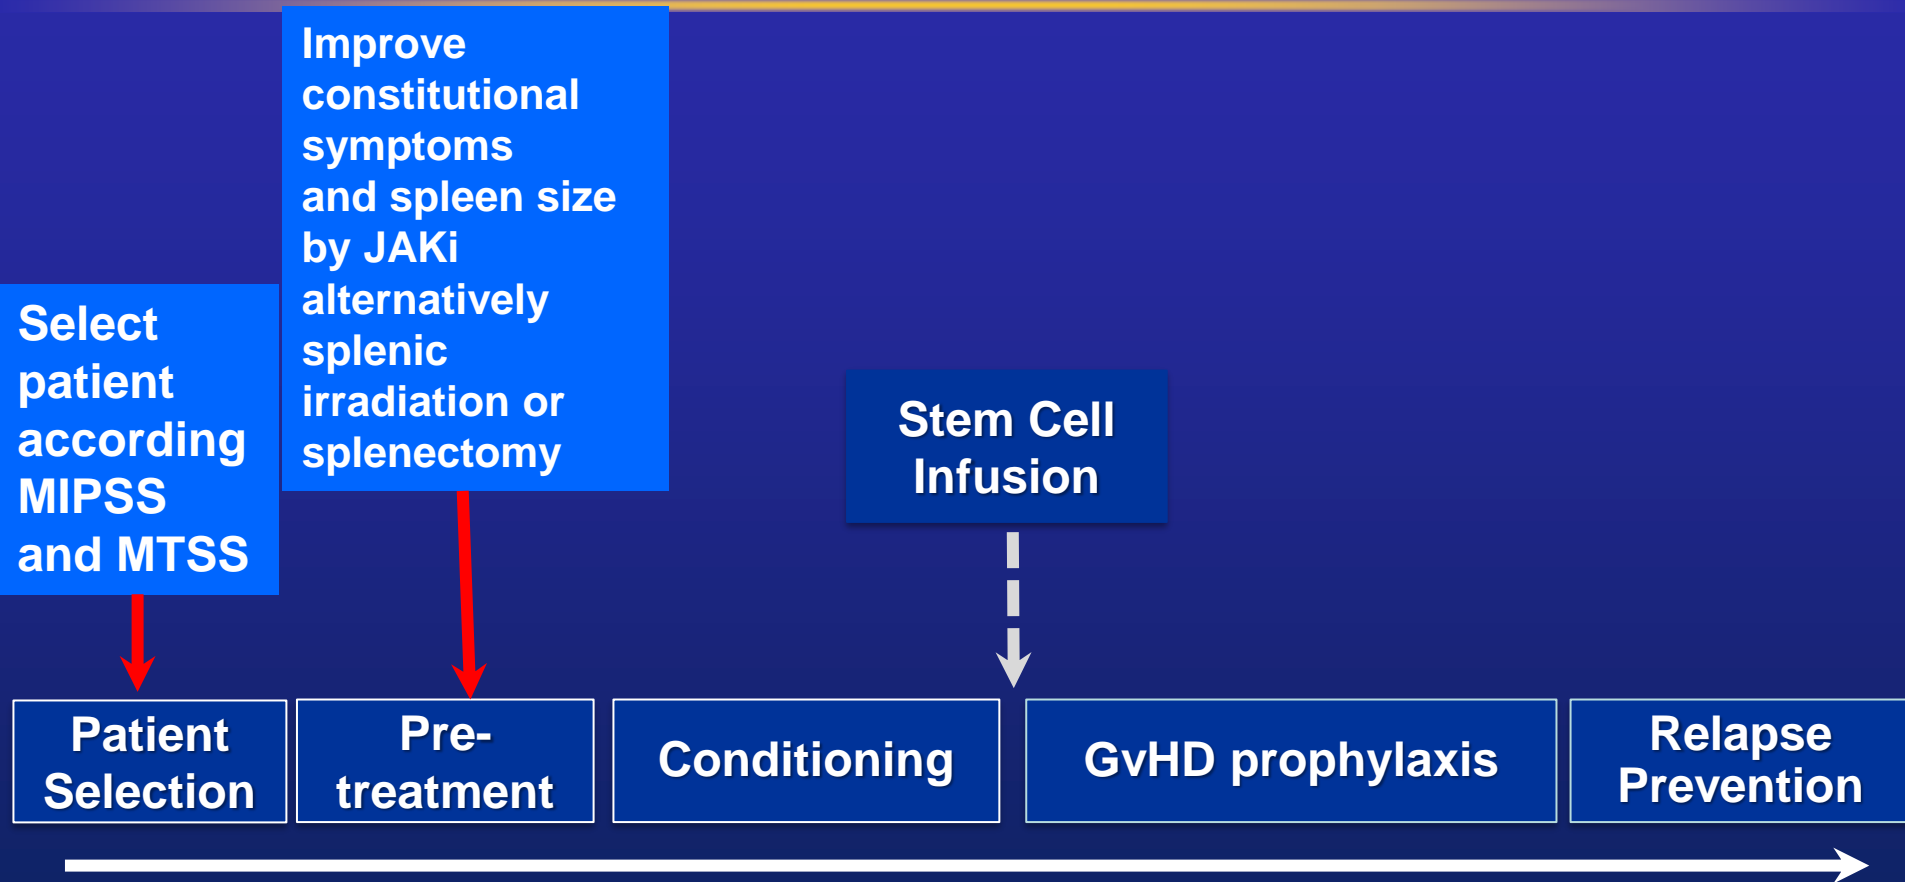 Improve
constitutional
symptoms
and spleen size
by JAKi
alternatively
splenic
irradiation or
splenectomy
Select
patient
according
MIPSS
and MTSS
Stem Cell
Infusion
Patient
Selection
Pre-
treatment
Conditioning
GvHD prophylaxis
Relapse
Prevention